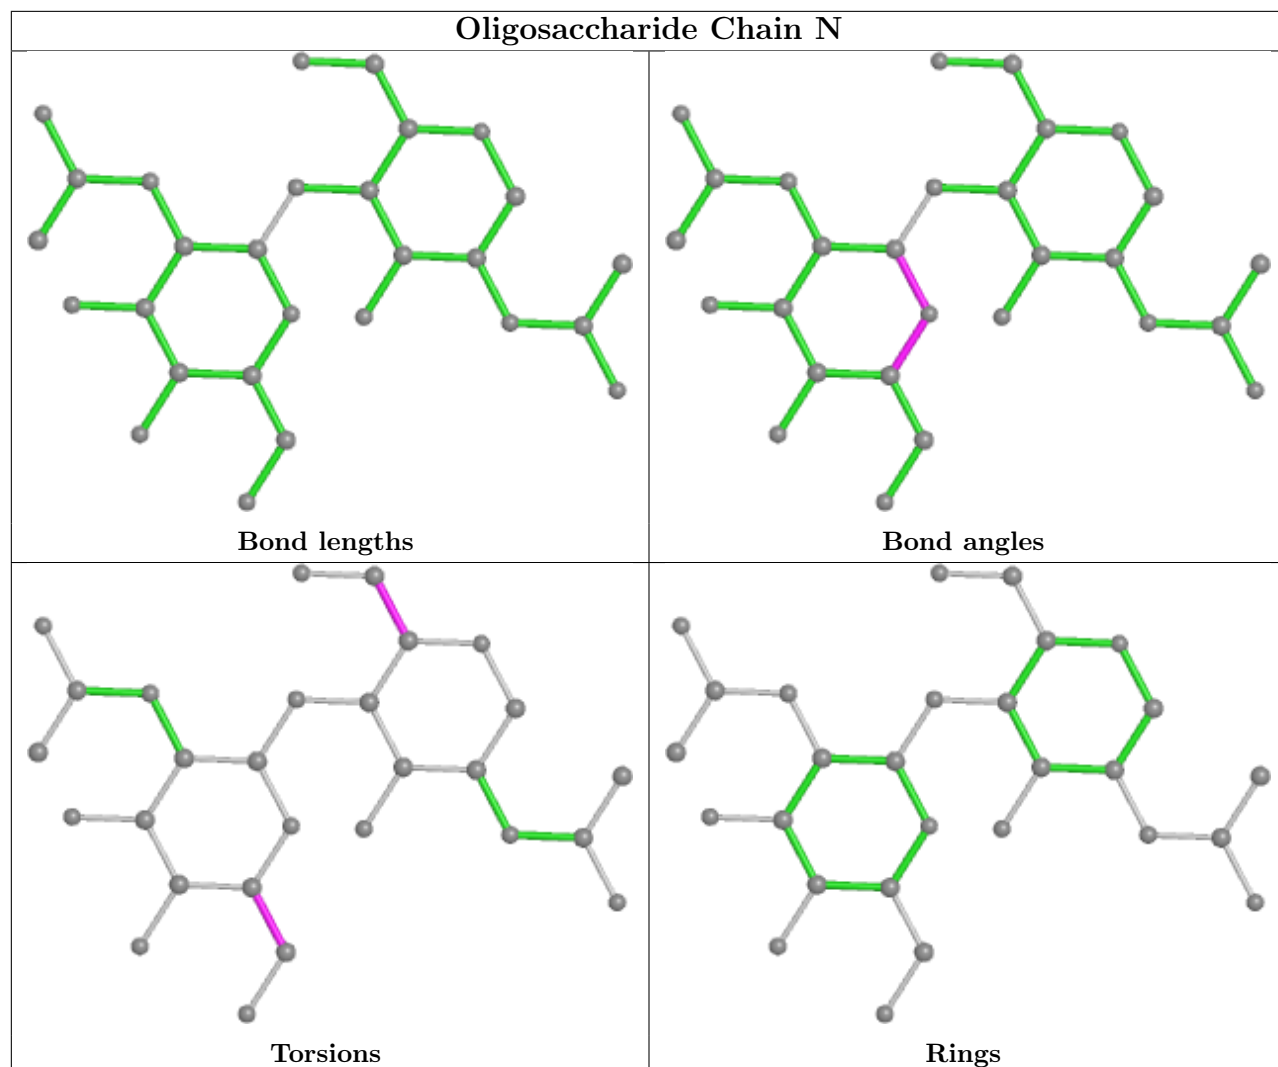 Oligosaccharide Chain N
Bond lengths
Bond angles
Torsions
Rings